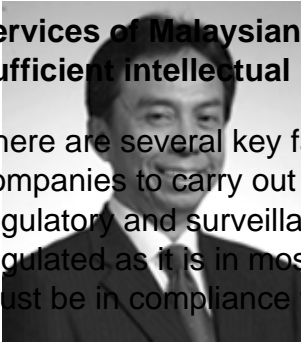 ervices of Malaysian
ufficient intellectual
here are several key fa
ompanies to carry out
gulatory and surveilla
gulated as it is in mos
ust be in compliance